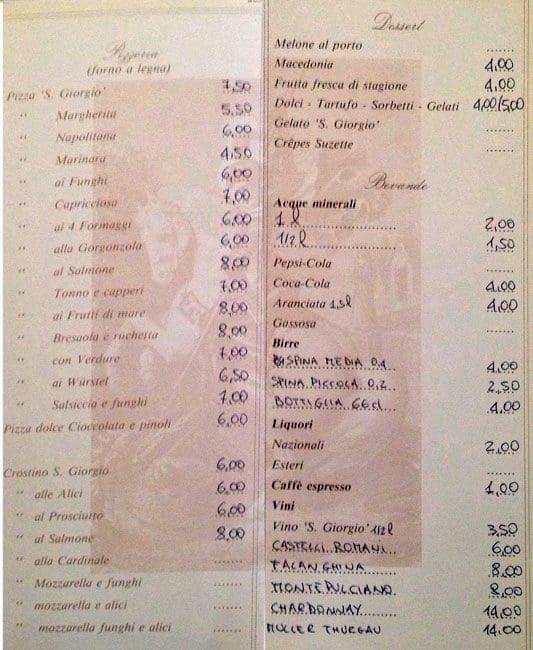 Pizzeria
(forno a legna)
Pizza 'S. Giorgio' 7,50
“ Margherita 5,50
“ Napolitana 6,00
“ Marinara 4,50
“ ai Funghi 6,00
“ Capricciosa 7,00
“ ai 4 Formaggi 6,00
“ alla Gorgonzola 6,00
“ al Salmone 8,00
“ Tonno e capperi 7,00
“ ai Frutti di mare 8,00
“ Bresaola e ruchetta 8,00
“ con Verdure 7,00
“ ai Würstel 6,50
“ Salsiccia e funghi 7,00
Pizza dolce Cioccolata e pinoli 6,00
Crostino S. Giorgio 6,00
“ alle Alici 6,00
“ al Prosciutto 6,00
“ al Salmone 8,00
“ alla Cardinale .......
“ Mozzarella e funghi .......
“ mozzarella e alici .......
“ mozzarella funghi e alici .......
Dessert
Melone al porto .......
Macedonia 4,00
Frutta fresca di stagione 4,00
Dolci - Tartufo - Sorbetti - Gelati 4,00/5,00
Gelato 'S. Giorgio' .......
Crêpes Suzette .......
Bevande
Acque minerali
1 l 2,00
1/2 l 1,50
Pepsi-Cola .......
Coca-Cola 4,00
Aranciata 1,5l 4,00
Gassosa .......
Birre
SPINA MEDIA 0,4 4,00
SPINA PICCOLA 0,2 2,50
BOTTIGLIA 66cl 4,00
Liquori
Nazionali 2,00
Esteri .......
Caffè espresso 1,00
Vini
Vino 'S. Giorgio' 1/2 l 3,50
CASTELLI ROMANI 6,00
FALANGHINA 8,00
MONTEPULCIANO 8,00
CHARDONNAY 14,00
MULLER THURGAU 14,00